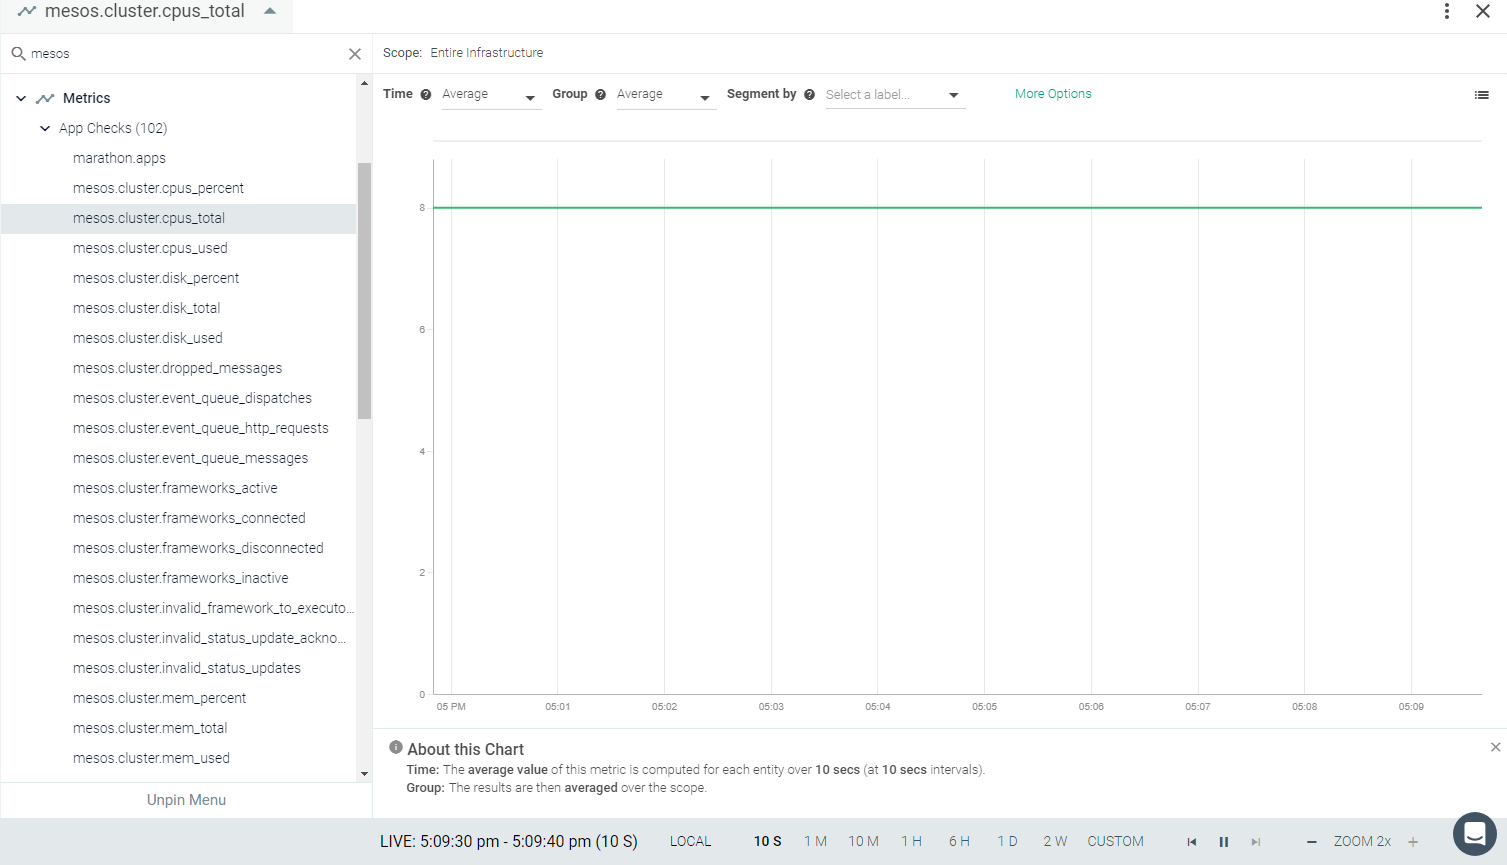 mesos.cluster.cpus_total
mesos
Scope: Entire Infrastructure
Metrics
App Checks (102)
marathon.apps
mesos.cluster.cpus_percent
mesos.cluster.cpus_total
mesos.cluster.cpus_used
mesos.cluster.disk_percent
mesos.cluster.disk_total
mesos.cluster.disk_used
mesos.cluster.dropped_messages
mesos.cluster.event_queue_dispatches
mesos.cluster.event_queue_http_requests
mesos.cluster.event_queue_messages
mesos.cluster.frameworks_active
mesos.cluster.frameworks_connected
mesos.cluster.frameworks_disconnected
mesos.cluster.frameworks_inactive
mesos.cluster.invalid_framework_to_executo...
mesos.cluster.invalid_status_update_ackno...
mesos.cluster.invalid_status_updates
mesos.cluster.mem_percent
mesos.cluster.mem_total
mesos.cluster.mem_used
Unpin Menu
Time ? Average Group ? Average Segment by ? Select a label... More Options
8
6
4
2
0
05 PM 05:01 05:02 05:03 05:04 05:05 05:06 05:07 05:08 05:09
About this Chart
Time: The average value of this metric is computed for each entity over 10 secs (at 10 secs intervals).
Group: The results are then averaged over the scope.
LIVE: 5:09:30 pm - 5:09:40 pm (10 S) LOCAL 10 S 1 M 10 M 1 H 6 H 1 D 2 W CUSTOM ZOOM 2x